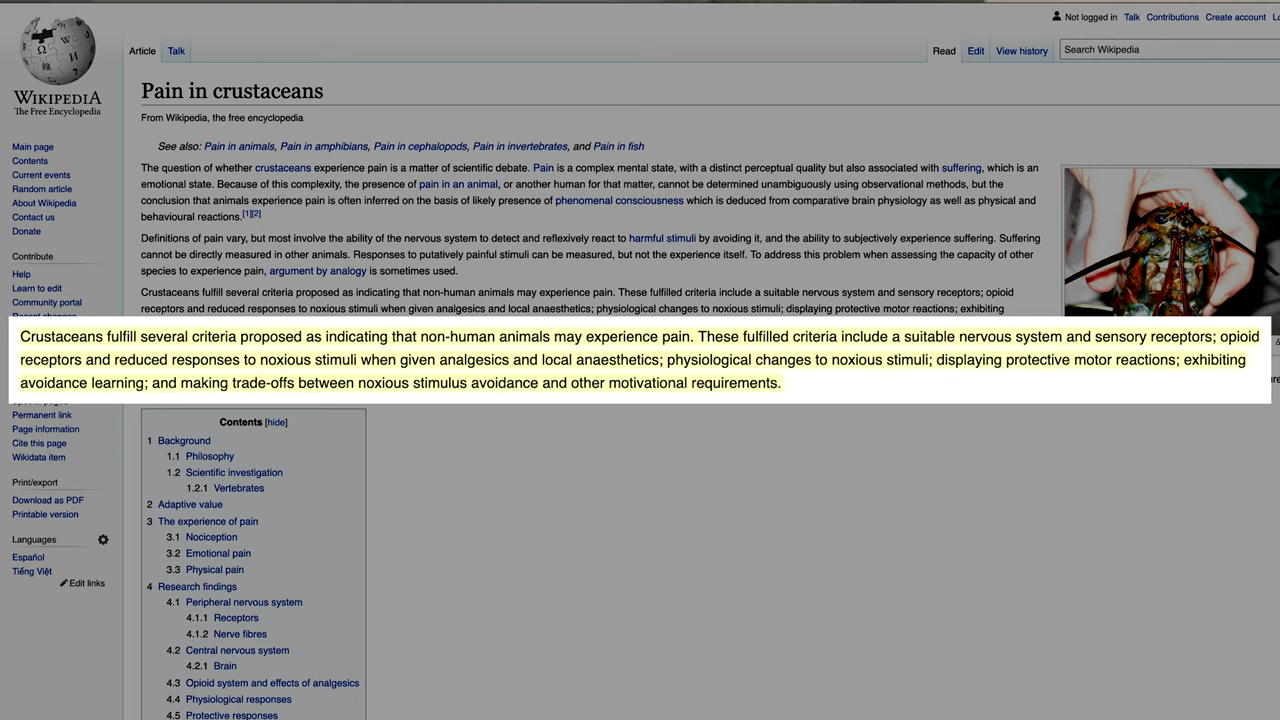 Not logged in Talk Contributions Create account
Article Talk Read Edit View history Search Wikipedia
WIKIPEDIA
The Free Encyclopedia
Main page
Contents
Current events
Random article
About Wikipedia
Contact us
Donate
Contribute
Help
Learn to edit
Community portal
Recent changes
Permanent link
Page information
Cite this page
Wikidata item
Print/export
Download as PDF
Printable version
Languages
Español
Tiếng Việt
Edit links
Pain in crustaceans
From Wikipedia, the free encyclopedia
See also: Pain in animals, Pain in amphibians, Pain in cephalopods, Pain in invertebrates, and Pain in fish
The question of whether crustaceans experience pain is a matter of scientific debate. Pain is a complex mental state, with a distinct perceptual quality but also associated with suffering, which is an
emotional state. Because of this complexity, the presence of pain in an animal, or another human for that matter, cannot be determined unambiguously using observational methods, but the
conclusion that animals experience pain is often inferred on the basis of likely presence of phenomenal consciousness which is deduced from comparative brain physiology as well as physical and
behavioural reactions.[1][2]
Definitions of pain vary, but most involve the ability of the nervous system to detect and reflexively react to harmful stimuli by avoiding it, and the ability to subjectively experience suffering. Suffering
cannot be directly measured in other animals. Responses to putatively painful stimuli can be measured, but not the experience itself. To address this problem when assessing the capacity of other
species to experience pain, argument by analogy is sometimes used.
Crustaceans fulfill several criteria proposed as indicating that non-human animals may experience pain. These fulfilled criteria include a suitable nervous system and sensory receptors; opioid
receptors and reduced responses to noxious stimuli when given analgesics and local anaesthetics; physiological changes to noxious stimuli; displaying protective motor reactions; exhibiting
Crustaceans fulfill several criteria proposed as indicating that non-human animals may experience pain. These fulfilled criteria include a suitable nervous system and sensory receptors; opioid
receptors and reduced responses to noxious stimuli when given analgesics and local anaesthetics; physiological changes to noxious stimuli; displaying protective motor reactions; exhibiting
avoidance learning; and making trade-offs between noxious stimulus avoidance and other motivational requirements.
Contents [hide]
1 Background
1.1 Philosophy
1.2 Scientific investigation
1.2.1 Vertebrates
2 Adaptive value
3 The experience of pain
3.1 Nociception
3.2 Emotional pain
3.3 Physical pain
4 Research findings
4.1 Peripheral nervous system
4.1.1 Receptors
4.1.2 Nerve fibres
4.2 Central nervous system
4.2.1 Brain
4.3 Opioid system and effects of analgesics
4.4 Physiological responses
4.5 Protective responses